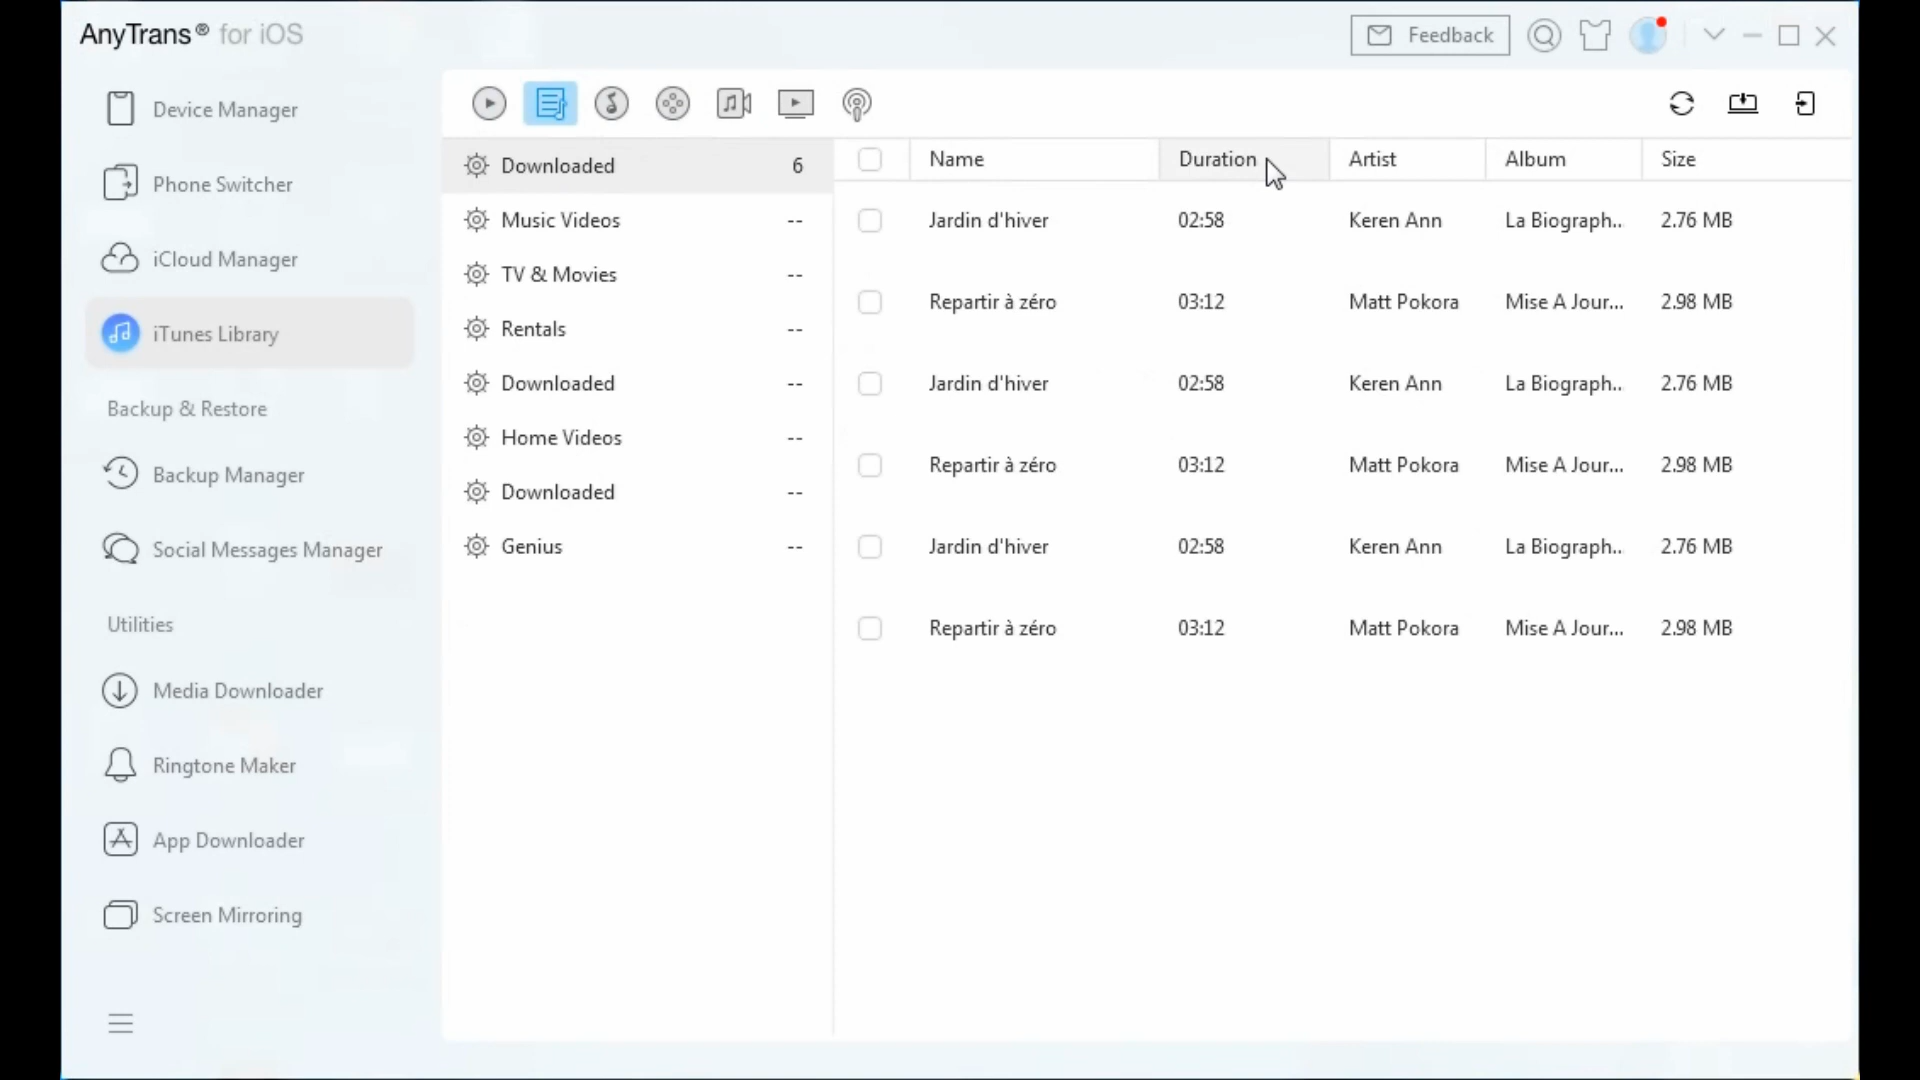 AnyTrans® for iOS
Feedback
Device Manager
Phone Switcher
iCloud Manager
iTunes Library
Backup & Restore
Backup Manager
Social Messages Manager
Utilities
Media Downloader
Ringtone Maker
App Downloader
Screen Mirroring
Downloaded 6
Music Videos --
TV & Movies --
Rentals --
Downloaded --
Home Videos --
Downloaded --
Genius --
Name Duration Artist Album Size
Jardin d'hiver 02:58 Keren Ann La Biograph.. 2.76 MB
Repartir à zéro 03:12 Matt Pokora Mise A Jour... 2.98 MB
Jardin d'hiver 02:58 Keren Ann La Biograph.. 2.76 MB
Repartir à zéro 03:12 Matt Pokora Mise A Jour... 2.98 MB
Jardin d'hiver 02:58 Keren Ann La Biograph.. 2.76 MB
Repartir à zéro 03:12 Matt Pokora Mise A Jour... 2.98 MB